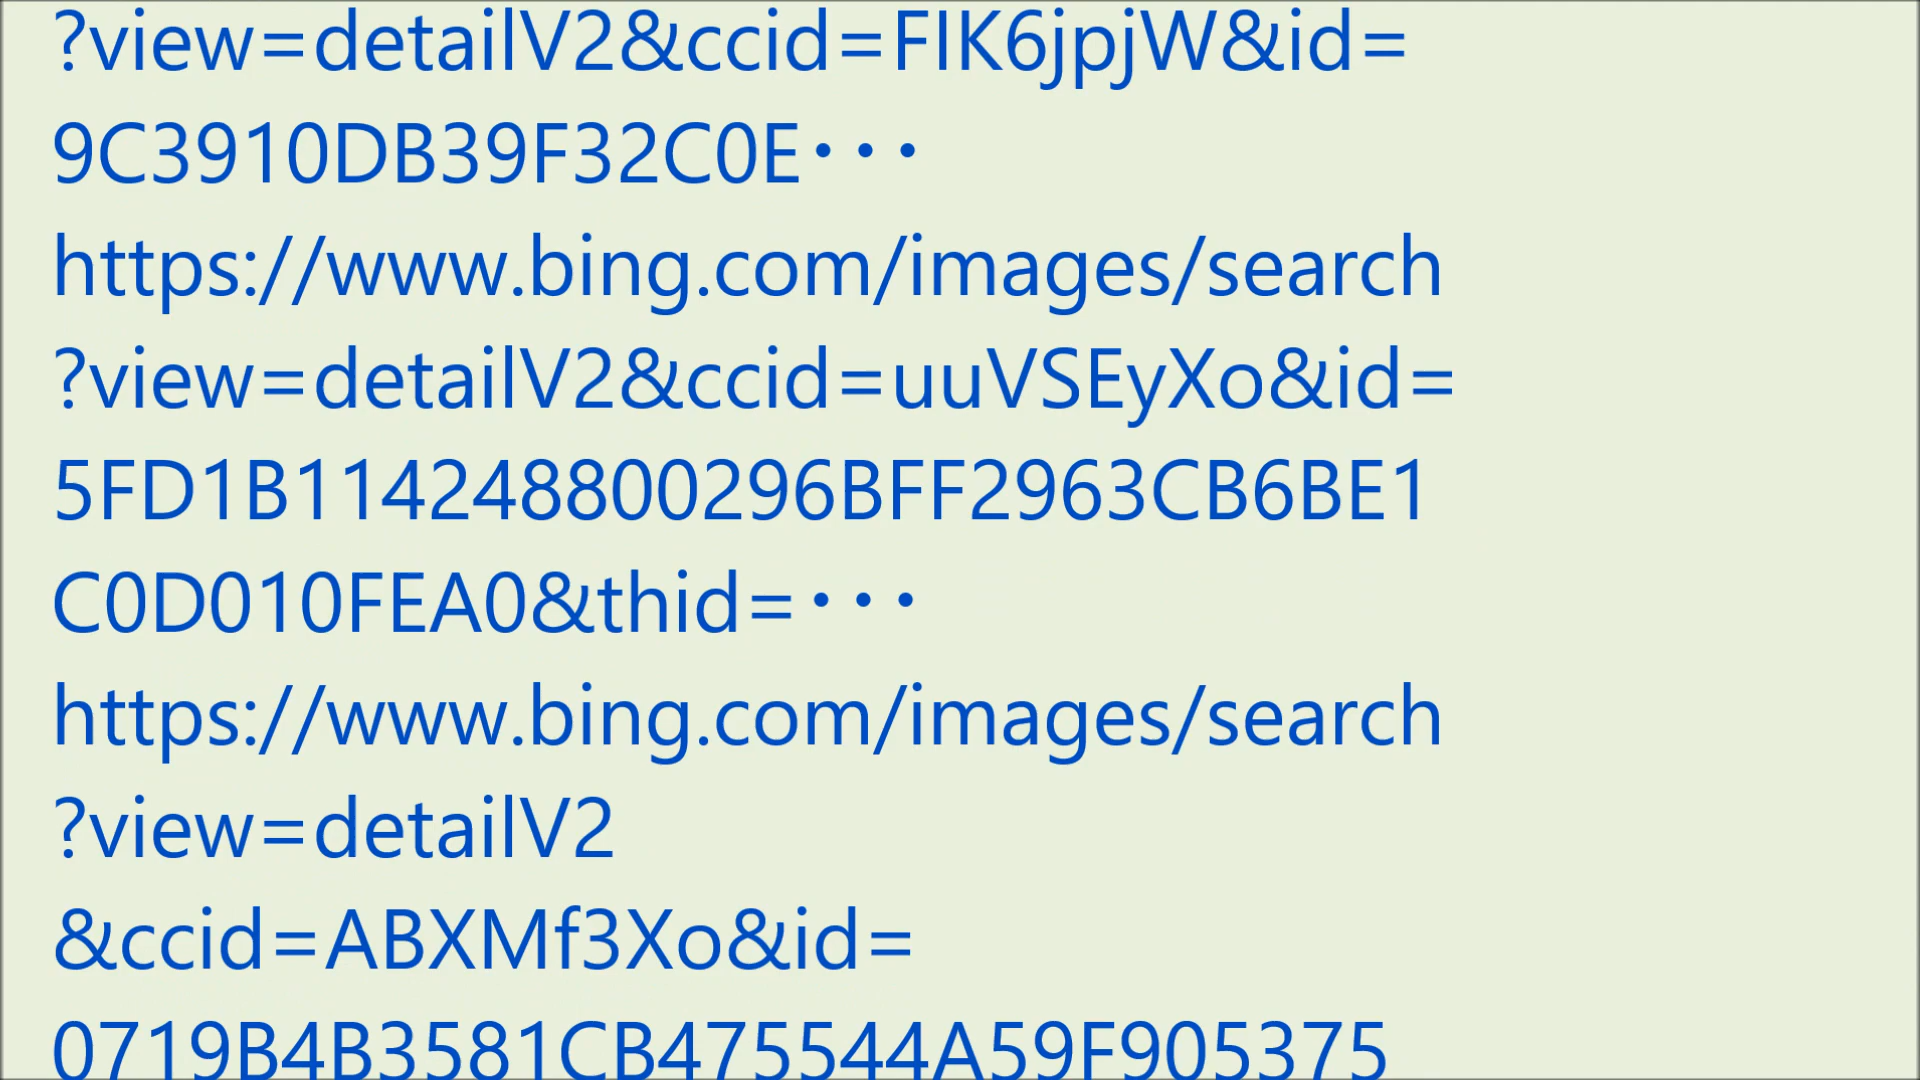 ?view=detailV2&ccid=FIK6jpjW&id=
9C3910DB39F32C0E・・・
https://www.bing.com/images/search
?view=detailV2&ccid=uuVSEyXo&id=
5FD1B114248800296BFF2963CB6BE1
C0D010FEA0&thid=・・・
https://www.bing.com/images/search
?view=detailV2
&ccid=ABXMf3Xo&id=
0719B4B3581CB475544A59F905375